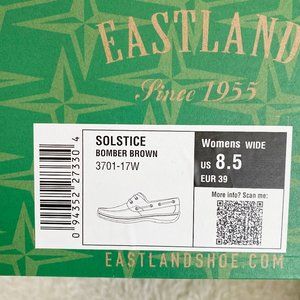 EASTLAND
Since 1955
SOLSTICE
BOMBER BROWN
3701-17W
Womens WIDE
US 8.5
EUR 39
More info? Scan me:
0 94352 27330 4
EASTLANDSHOE.COM